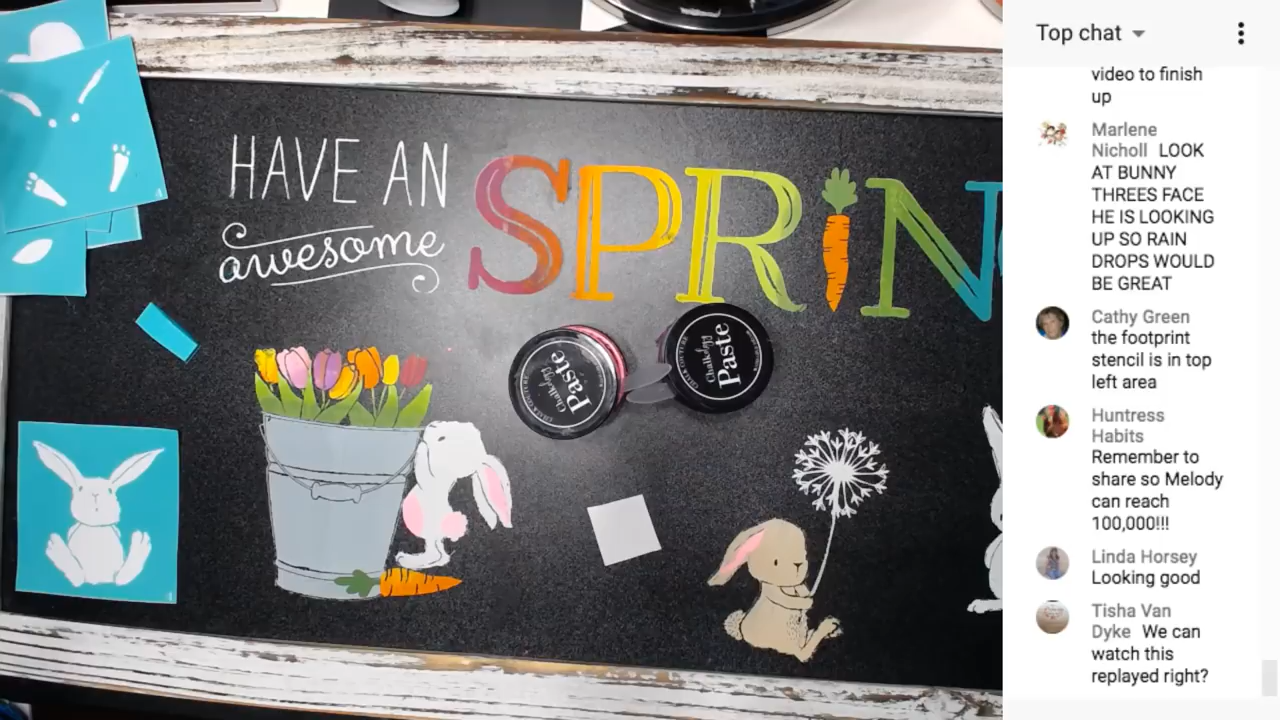 HAVE AN
awesome
SPRIN
Chalkology
Paste
Chalkology
Paste
Top chat
video to finish
up
Marlene
Nicholl LOOK
AT BUNNY
THREES FACE
HE IS LOOKING
UP SO RAIN
DROPS WOULD
BE GREAT
Cathy Green
the footprint
stencil is in top
left area
Huntress
Habits
Remember to
share so Melody
can reach
100,000!!!
Linda Horsey
Looking good
Tisha Van
Dyke We can
watch this
replayed right?